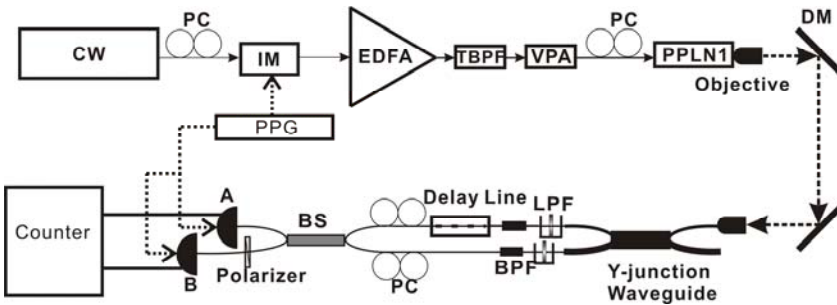 PC
PC
DM
CW
IM
EDFA
TBPF
VPA
PPLN1
Objective
PPG
A
Delay Line
LPF
BS
Counter
B
Polarizer
PC
BPF
Y-junction
Waveguide